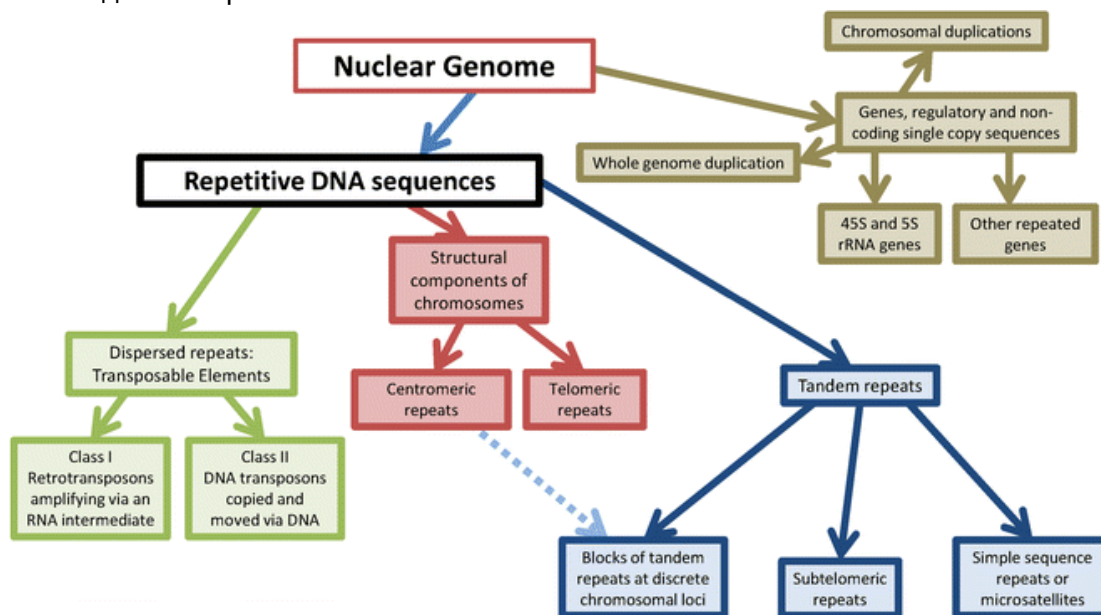 Chromosomal duplications
Nuclear Genome
Genes, regulatory and non-
coding single copy sequences
Whole genome duplication
Repetitive DNA sequences
45S and 5S
rRNA genes
Other repeated
genes
Structural
components of
chromosomes
Dispersed repeats:
Transposable Elements
Centromeric
repeats
Telomeric
repeats
Tandem repeats
Class I
Retrotransposons
amplifying via an
RNA intermediate
Class II
DNA transposons
copied and
moved via DNA
Blocks of tandem
repeats at discrete
chromosomal loci
Subtelomeric
repeats
Simple sequence
repeats or
microsatellites